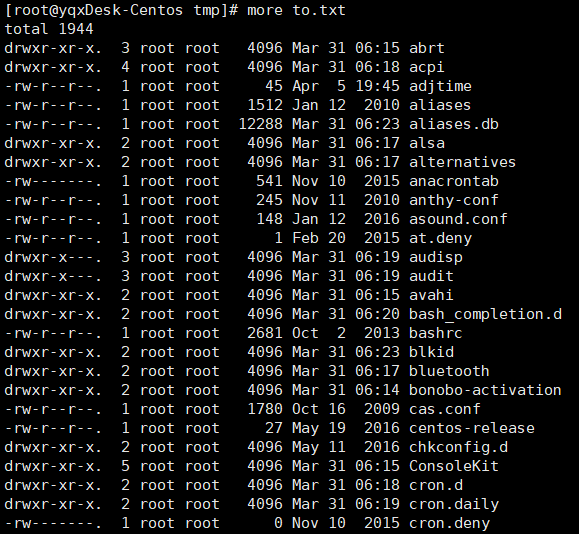 [root@yqxDesk-Centos tmp]# more to.txt
total 1944
drwxr-xr-x.  3 root root   4096 Mar 31 06:15 abrt
drwxr-xr-x.  4 root root   4096 Mar 31 06:18 acpi
-rw-r--r--.  1 root root     45 Apr  5 19:45 adjtime
-rw-r--r--.  1 root root   1512 Jan 12  2010 aliases
-rw-r--r--.  1 root root  12288 Mar 31 06:23 aliases.db
drwxr-xr-x.  2 root root   4096 Mar 31 06:17 alsa
drwxr-xr-x.  2 root root   4096 Mar 31 06:17 alternatives
-rw-------.  1 root root    541 Nov 10  2015 anacrontab
-rw-r--r--.  1 root root    245 Nov 11  2010 anthy-conf
-rw-r--r--.  1 root root    148 Jan 12  2016 asound.conf
-rw-r--r--.  1 root root      1 Feb 20  2015 at.deny
drwxr-x---.  3 root root   4096 Mar 31 06:19 audisp
drwxr-x---.  3 root root   4096 Mar 31 06:19 audit
drwxr-xr-x.  2 root root   4096 Mar 31 06:15 avahi
drwxr-xr-x.  2 root root   4096 Mar 31 06:20 bash_completion.d
-rw-r--r--.  1 root root   2681 Oct  2  2013 bashrc
drwxr-xr-x.  2 root root   4096 Mar 31 06:23 blkid
drwxr-xr-x.  2 root root   4096 Mar 31 06:17 bluetooth
drwxr-xr-x.  2 root root   4096 Mar 31 06:14 bonobo-activation
-rw-r--r--.  1 root root   1780 Oct 16  2009 cas.conf
-rw-r--r--.  1 root root     27 May 19  2016 centos-release
drwxr-xr-x.  2 root root   4096 May 11  2016 chkconfig.d
drwxr-xr-x.  5 root root   4096 Mar 31 06:15 ConsoleKit
drwxr-xr-x.  2 root root   4096 Mar 31 06:18 cron.d
drwxr-xr-x.  2 root root   4096 Mar 31 06:19 cron.daily
-rw-------.  1 root root      0 Nov 10  2015 cron.deny